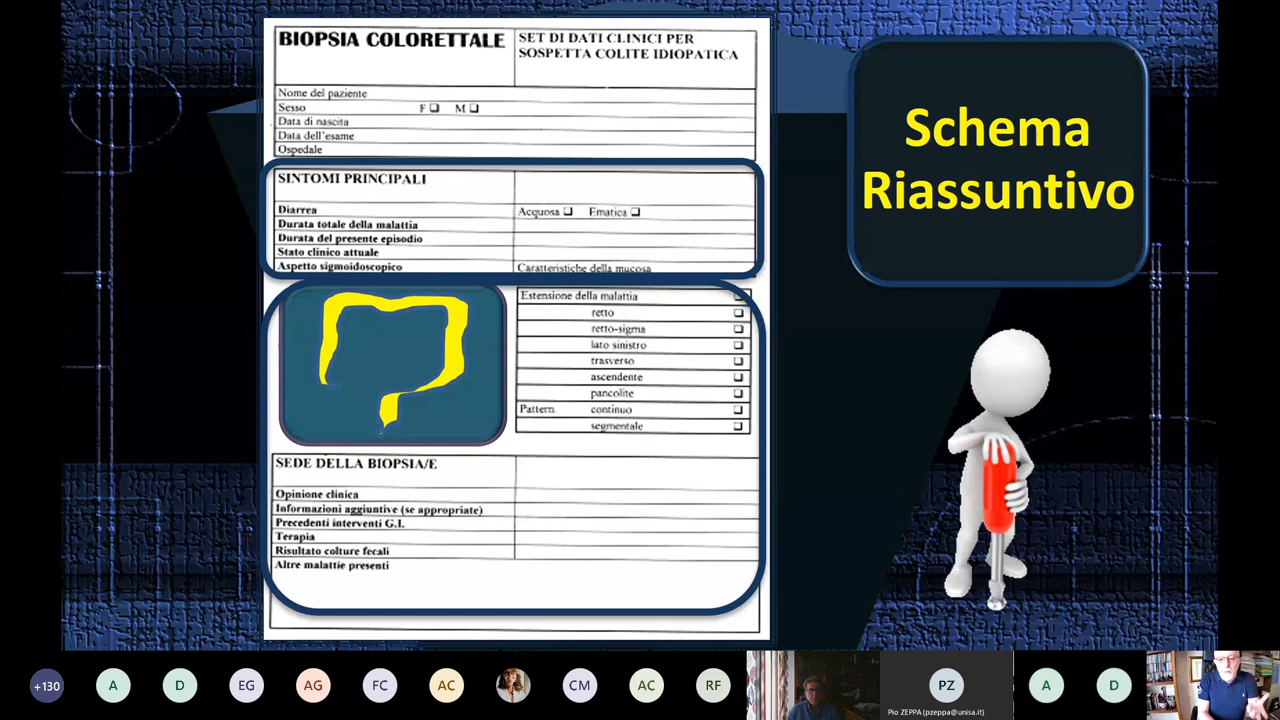 BIOPSIA COLORETTALE
SET DI DATI CLINICI PER
SOSPETTA COLITE IDIOPATICA
Nome del paziente
Sesso F M
Data di nascita
Data dell'esame
Ospedale
SINTOMI PRINCIPALI
Diarrea Acquosa Ematica
Durata totale della malattia
Durata del presente episodio
Stato clinico attuale
Aspetto sigmoidoscopico Caratteristiche della mucosa
Estensione della malattia
retto
retto-sigma
lato sinistro
trasverso
ascendente
pancolite
Pattern continuo
segmentale
SEDE DELLA BIOPSIA/E
Opinione clinica
Informazioni aggiuntive (se appropriate)
Precedenti interventi G.I.
Terapia
Risultato colture fecali
Altre malattie presenti
Schema
Riassuntivo
+130 A D EG AG FC AC CM AC RF PZ A D
Pio ZEPPA (pzeppa@unisa.it)